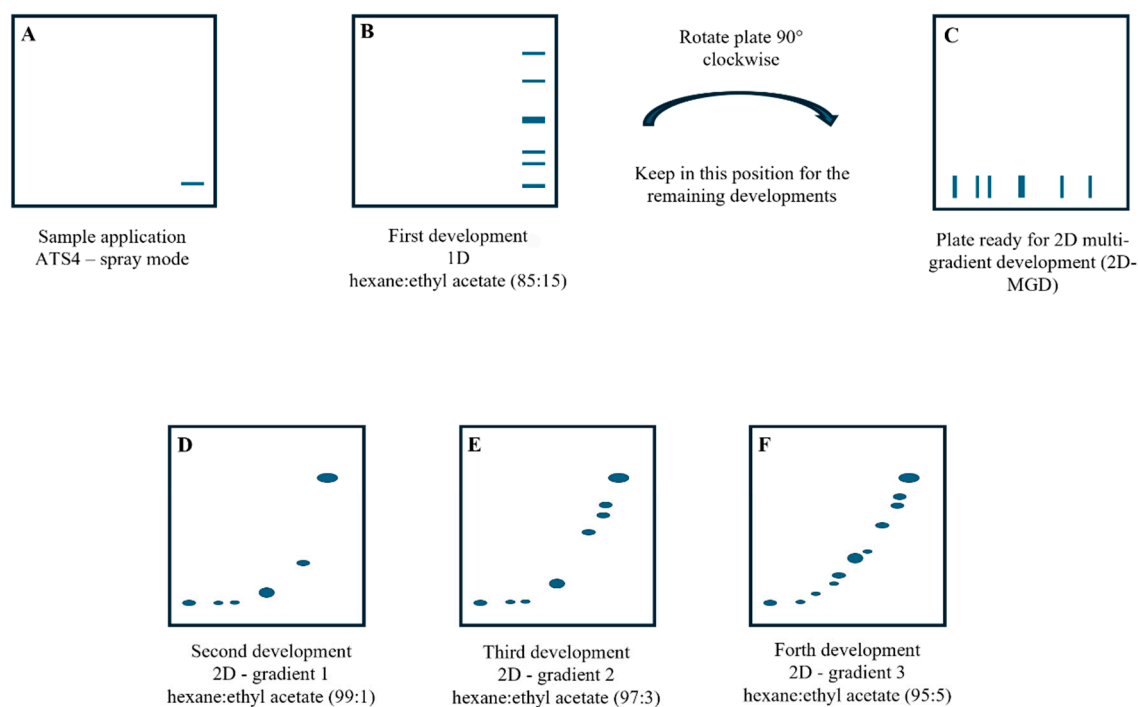 A
Sample application
ATS4 – spray mode
B
First development
1D
hexane:ethyl acetate (85:15)
Rotate plate 90°
clockwise
Keep in this position for the
remaining developments
C
Plate ready for 2D multi-
gradient development (2D-
MGD)
D
Second development
2D - gradient 1
hexane:ethyl acetate (99:1)
E
Third development
2D - gradient 2
hexane:ethyl acetate (97:3)
F
Forth development
2D - gradient 3
hexane:ethyl acetate (95:5)